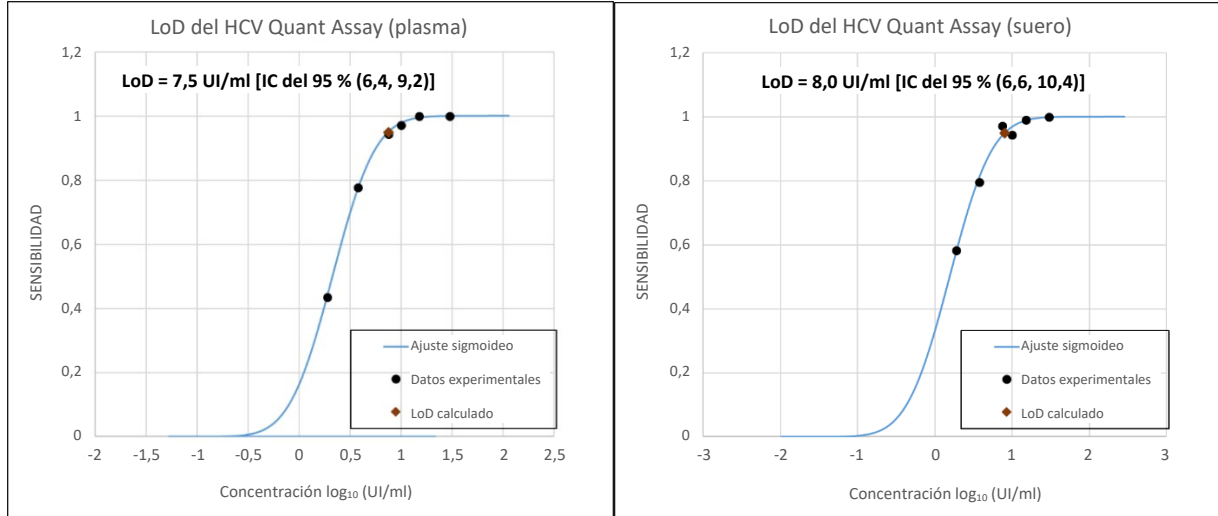 LoD del HCV Quant Assay (plasma)
1,2
LoD = 7,5 UI/ml [IC del 95 % (6,4, 9,2)]
1
0,8
0,6
0,4
0,2
0
SENSIBILIDAD
Ajuste sigmoideo
Datos experimentales
LoD calculado
-2 -1,5 -1 -0,5 0 0,5 1 1,5 2 2,5
Concentración log₁₀ (UI/ml)
LoD del HCV Quant Assay (suero)
1,2
LoD = 8,0 UI/ml [IC del 95 % (6,6, 10,4)]
1
0,8
0,6
0,4
0,2
0
SENSIBILIDAD
Ajuste sigmoideo
Datos experimentales
LoD calculado
-3 -2 -1 0 1 2 3
Concentración log₁₀ (UI/ml)